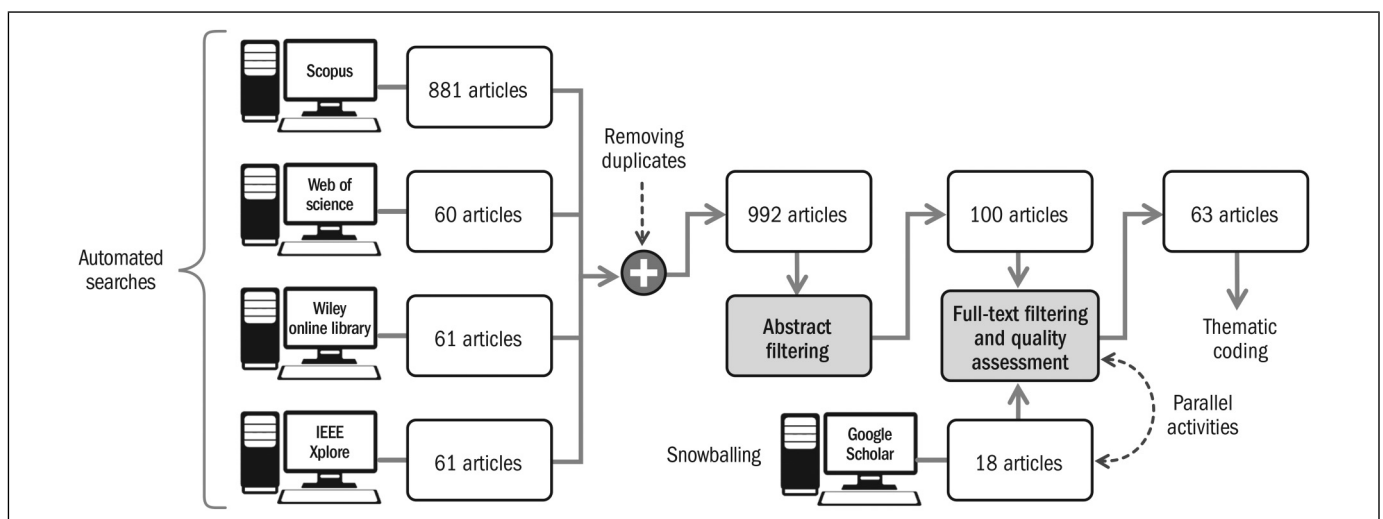 Automated
searches
Scopus
881 articles
Web of
science
60 articles
Wiley
online library
61 articles
IEEE
Xplore
61 articles
Removing
duplicates
992 articles
Abstract
filtering
100 articles
Full-text filtering
and quality
assessment
63 articles
Thematic
coding
Parallel
activities
Snowballing
Google
Scholar
18 articles